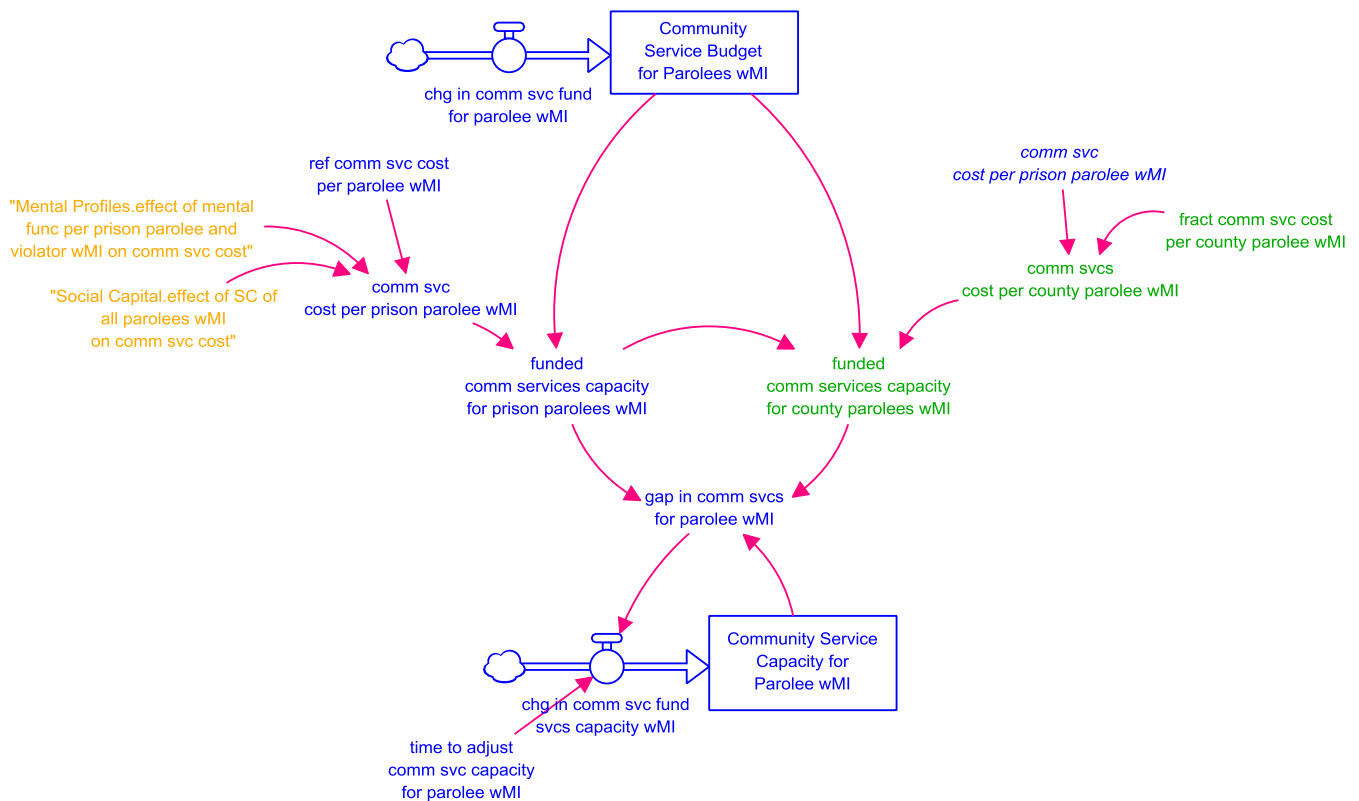 Community
Service Budget
for Parolees wMI
chg in comm svc fund
for parolee wMI
ref comm svc cost
per parolee wMI
comm svc
cost per prison parolee wMI
"Mental Profiles.effect of mental
func per prison parolee and
violator wMI on comm svc cost"
fract comm svc cost
per county parolee wMI
"Social Capital.effect of SC of
all parolees wMI
on comm svc cost"
comm svc
cost per prison parolee wMI
comm svcs
cost per county parolee wMI
funded
comm services capacity
for prison parolees wMI
funded
comm services capacity
for county parolees wMI
gap in comm svcs
for parolee wMI
Community Service
Capacity for
Parolee wMI
chg in comm svc fund
svcs capacity wMI
time to adjust
comm svc capacity
for parolee wMI